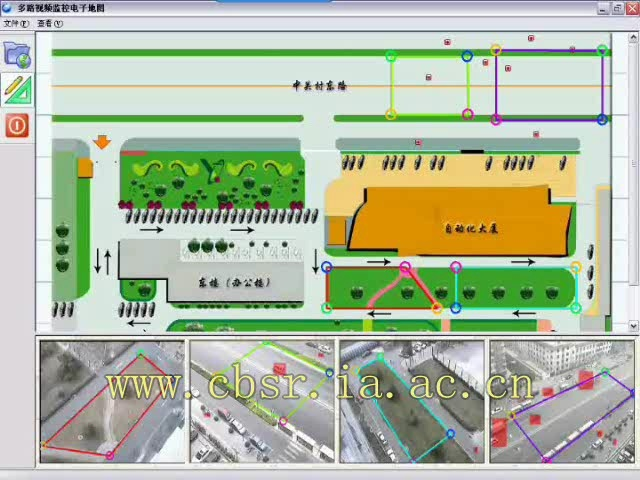 多路视频监控电子地图
文件(F) 查看(V)
中关村东路
自动化大厦
东楼（办公楼）
www.cbsr.ia.ac.cn